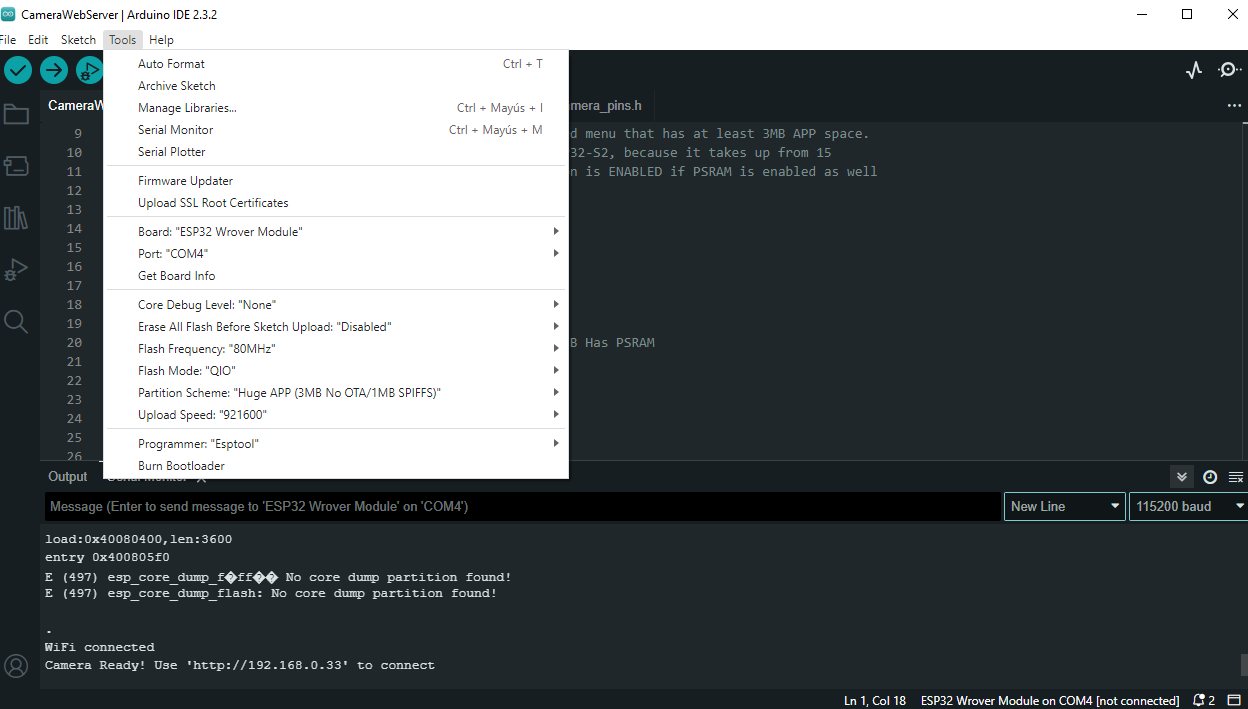 CameraWebServer | Arduino IDE 2.3.2
File Edit Sketch Tools Help
Auto Format Ctrl + T
Archive Sketch
Manage Libraries... Ctrl + Mayús + I
Serial Monitor Ctrl + Mayús + M
Serial Plotter
Firmware Updater
Upload SSL Root Certificates
Board: "ESP32 Wrover Module"
Port: "COM4"
Get Board Info
Core Debug Level: "None"
Erase All Flash Before Sketch Upload: "Disabled"
Flash Frequency: "80MHz"
Flash Mode: "QIO"
Partition Scheme: "Huge APP (3MB No OTA/1MB SPIFFS)"
Upload Speed: "921600"
Programmer: "Esptool"
Burn Bootloader
CameraW
mera_pins.h
9 d menu that has at least 3MB APP space.
10 32-S2, because it takes up from 15
11 n is ENABLED if PSRAM is enabled as well
12
13
14
15
16
17
18
19
20 B Has PSRAM
21
22
23
24
25
26
Output Serial Monitor
Message (Enter to send message to 'ESP32 Wrover Module' on 'COM4')
New Line
115200 baud
load:0x40080400,len:3600
entry 0x400805f0
E (497) esp_core_dump_f�ff�� No core dump partition found!
E (497) esp_core_dump_flash: No core dump partition found!
.
WiFi connected
Camera Ready! Use 'http://192.168.0.33' to connect
Ln 1, Col 18 ESP32 Wrover Module on COM4 [not connected] 2